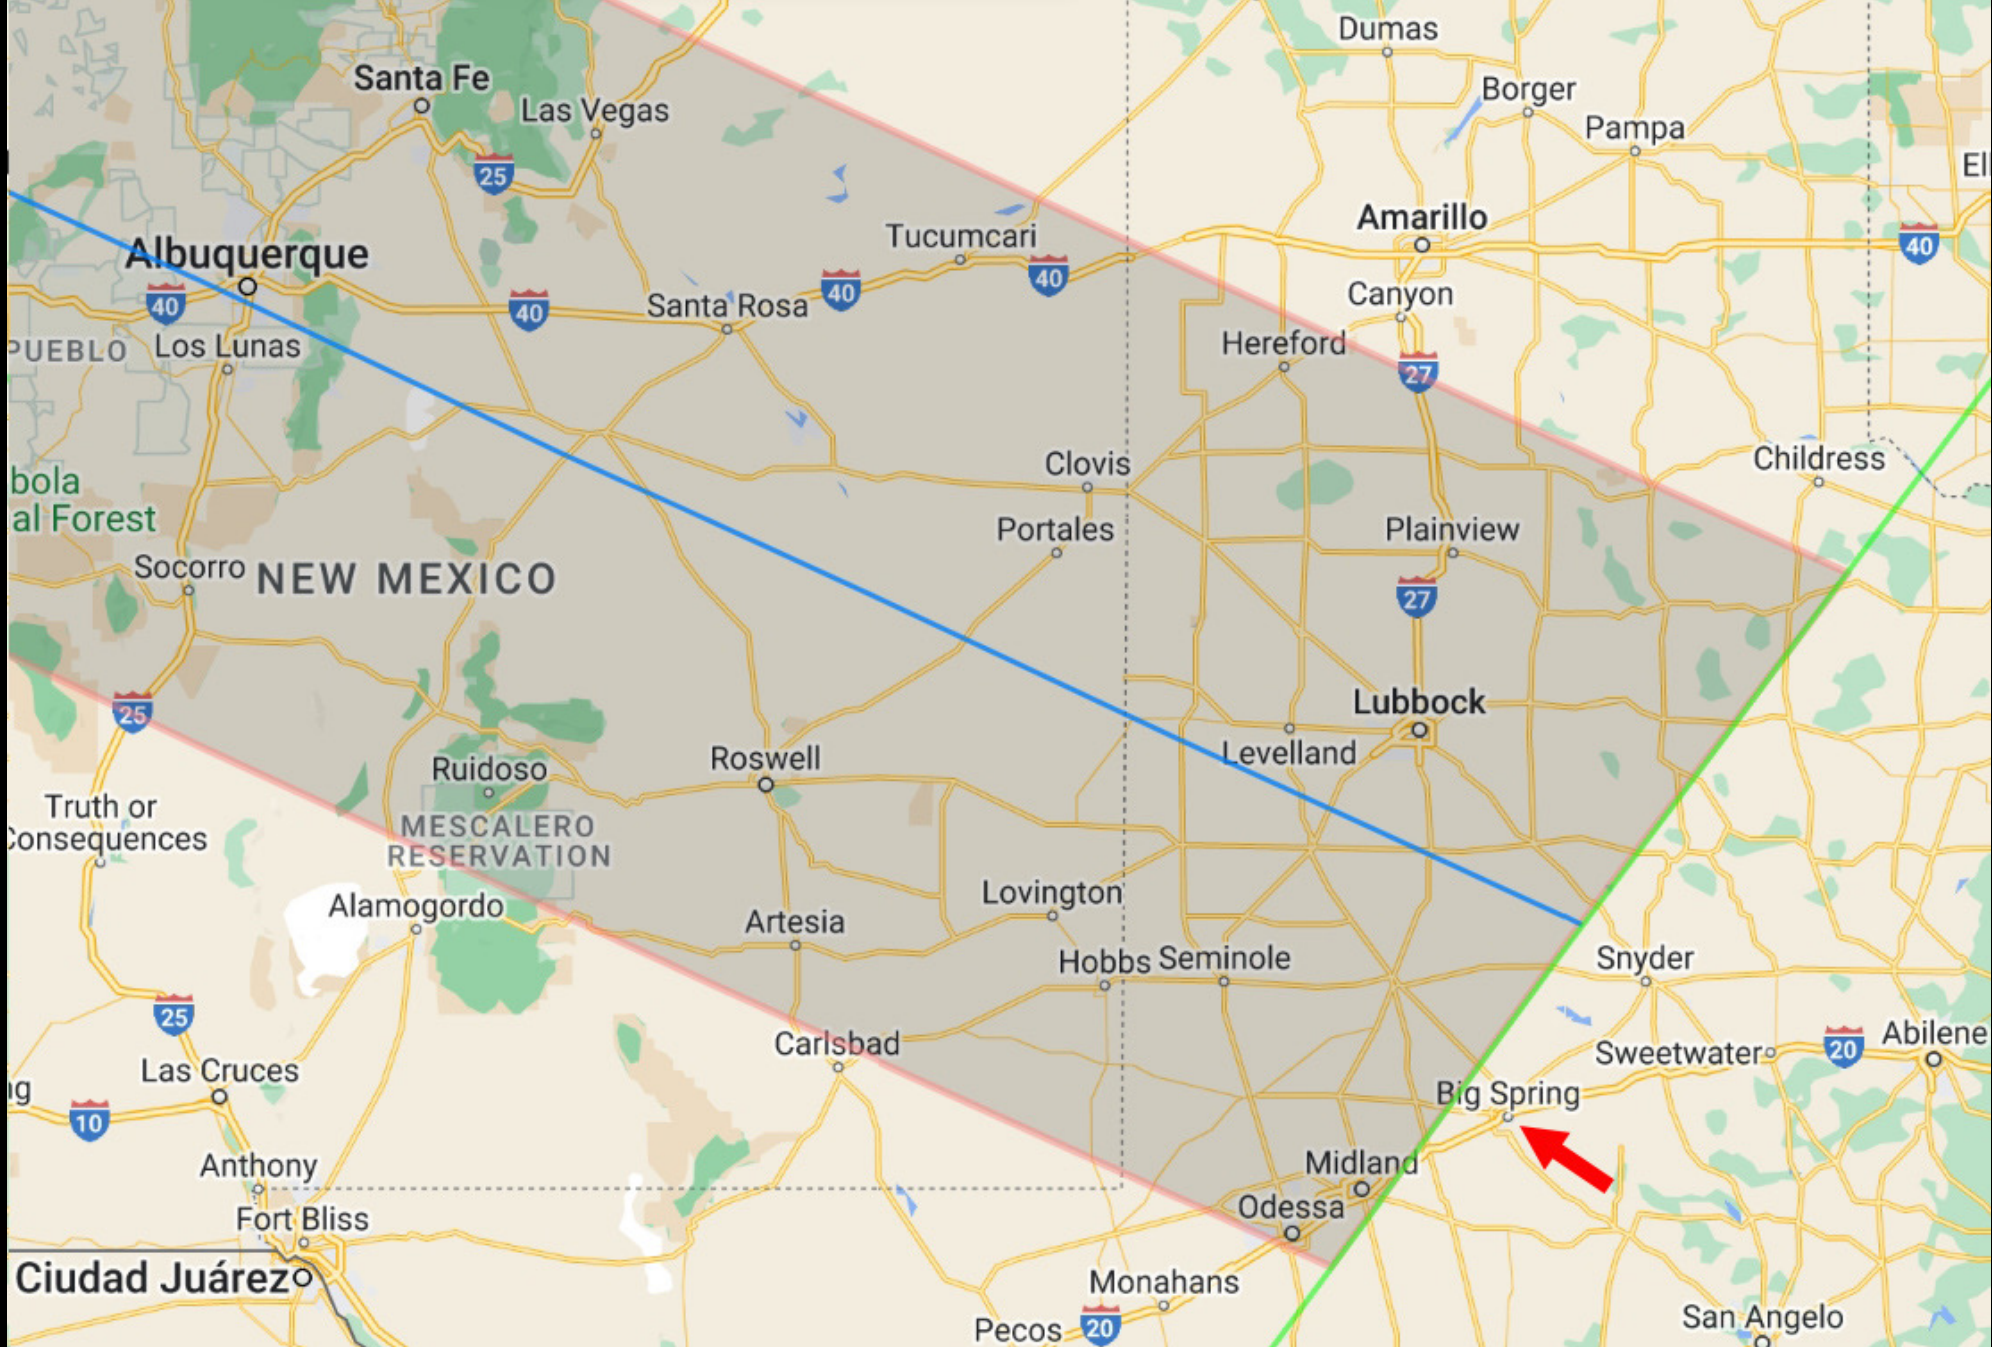 Dumas
Santa Fe
Borger
Las Vegas
Pampa
25
Amarillo
Tucumcari
40
Albuquerque
40
40
40
40
Santa Rosa
Canyon
PUEBLO
Los Lunas
Hereford
27
Clovis
Childress
bola
al Forest
Portales
Plainview
Socorro
NEW MEXICO
27
25
Lubbock
Levelland
Roswell
Ruidoso
Truth or
Consequences
MESCALERO
RESERVATION
Lovington
Alamogordo
Artesia
Hobbs
Seminole
Snyder
25
Carlsbad
Sweetwater
20
Abilene
Las Cruces
ng
10
Big Spring
Anthony
Midland
Odessa
Fort Bliss
Ciudad Juárez
Monahans
Pecos
20
San Angelo